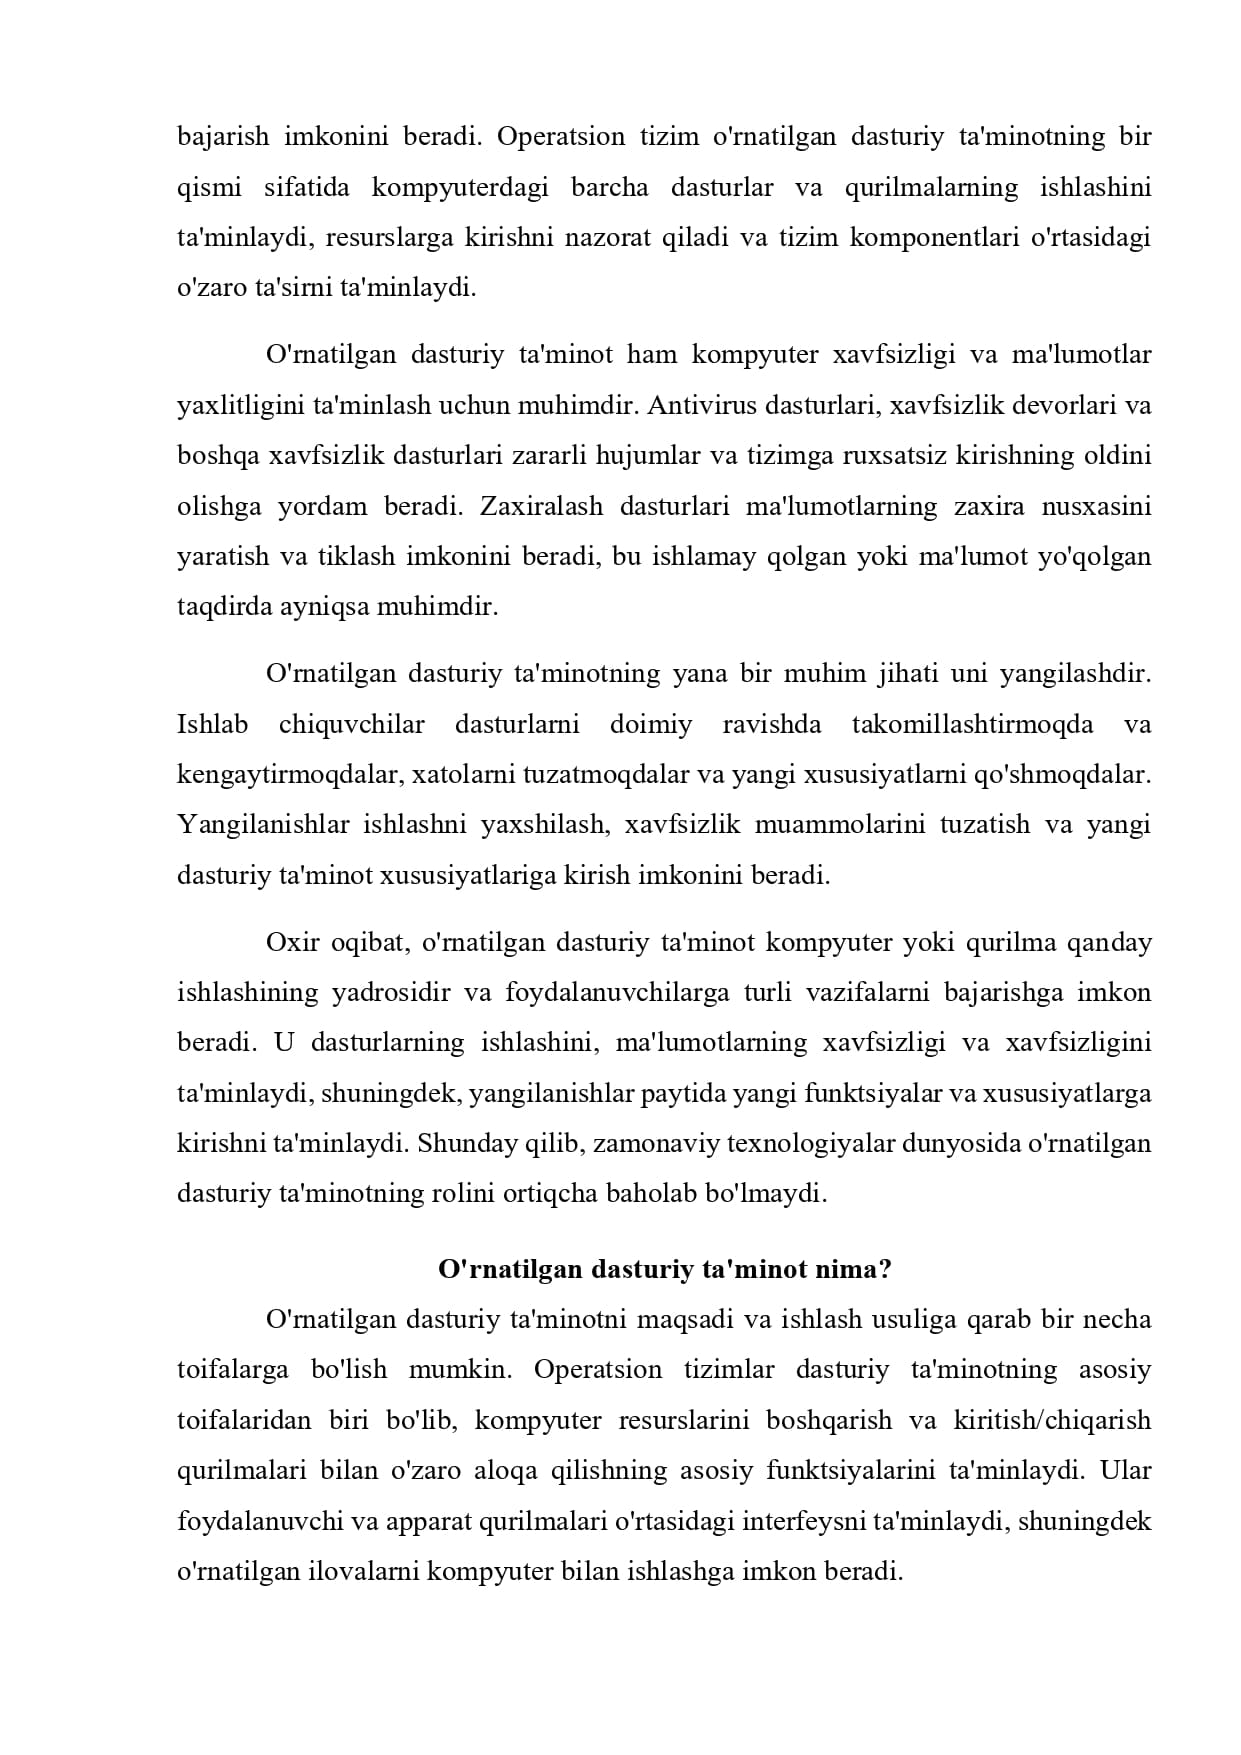 bajarish imkonini beradi. Operatsion tizim o'rnatilgan dasturiy ta'minotning bir
qismi sifatida kompyuterdagi barcha dasturlar va qurilmalarning ishlashini
ta'minlaydi, resurslarga kirishni nazorat qiladi va tizim komponentlari o'rtasidagi
o'zaro ta'sirni ta'minlaydi.
O'rnatilgan dasturiy ta'minot ham kompyuter xavfsizligi va ma'lumotlar
yaxlitligini ta'minlash uchun muhimdir. Antivirus dasturlari, xavfsizlik devorlari va
boshqa xavfsizlik dasturlari zararli hujumlar va tizimga ruxsatsiz kirishning oldini
olishga yordam beradi. Zaxiralash dasturlari ma'lumotlarning zaxira nusxasini
yaratish va tiklash imkonini beradi, bu ishlamay qolgan yoki ma'lumot yo'qolgan
taqdirda ayniqsa muhimdir.
O'rnatilgan dasturiy ta'minotning yana bir muhim jihati uni yangilashdir.
Ishlab chiquvchilar dasturlarni doimiy ravishda takomillashtirmoqda va
kengaytirmoqdalar, xatolarni tuzatmoqdalar va yangi xususiyatlarni qo'shmoqdalar.
Yangilanishlar ishlashni yaxshilash, xavfsizlik muammolarini tuzatish va yangi
dasturiy ta'minot xususiyatlariga kirish imkonini beradi.
Oxir oqibat, o'rnatilgan dasturiy ta'minot kompyuter yoki qurilma qanday
ishlashining yadrosidir va foydalanuvchilarga turli vazifalarni bajarishga imkon
beradi. U dasturlarning ishlashini, ma'lumotlarning xavfsizligi va xavfsizligini
ta'minlaydi, shuningdek, yangilanishlar paytida yangi funktsiyalar va xususiyatlarga
kirishni ta'minlaydi. Shunday qilib, zamonaviy texnologiyalar dunyosida o'rnatilgan
dasturiy ta'minotning rolini ortiqcha baholab bo'lmaydi.
O'rnatilgan dasturiy ta'minot nima?
O'rnatilgan dasturiy ta'minotni maqsadi va ishlash usuliga qarab bir necha
toifalarga bo'lish mumkin. Operatsion tizimlar dasturiy ta'minotning asosiy
toifalaridan biri bo'lib, kompyuter resurslarini boshqarish va kiritish/chiqarish
qurilmalari bilan o'zaro aloqa qilishning asosiy funktsiyalarini ta'minlaydi. Ular
foydalanuvchi va apparat qurilmalari o'rtasidagi interfeysni ta'minlaydi, shuningdek
o'rnatilgan ilovalarni kompyuter bilan ishlashga imkon beradi.